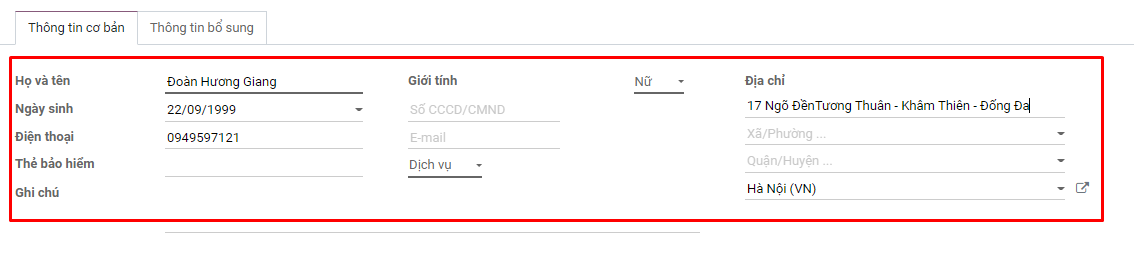 Thông tin cơ bản
Thông tin bổ sung
Họ và tên
Đoàn Hương Giang
Giới tính
Nữ
Địa chỉ
Ngày sinh
22/09/1999
Số CCCD/CMND
17 Ngõ ĐềnTương Thuân - Khâm Thiên - Đống Đa
Điện thoại
0949597121
E-mail
Xã/Phường ...
Thẻ bảo hiểm
Dịch vụ
Quận/Huyện ...
Ghi chú
Hà Nội (VN)